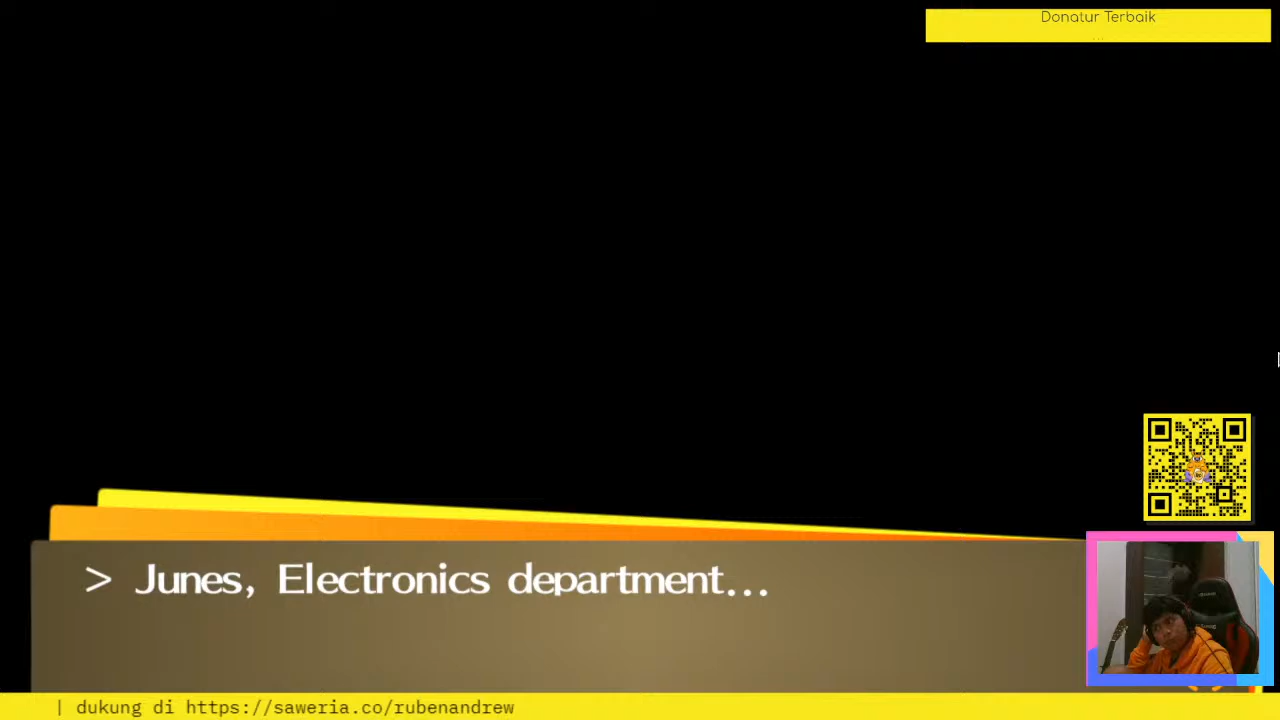 Donatur Terbaik
...
> Junes, Electronics department...
| dukung di https://saweria.co/rubenandrew